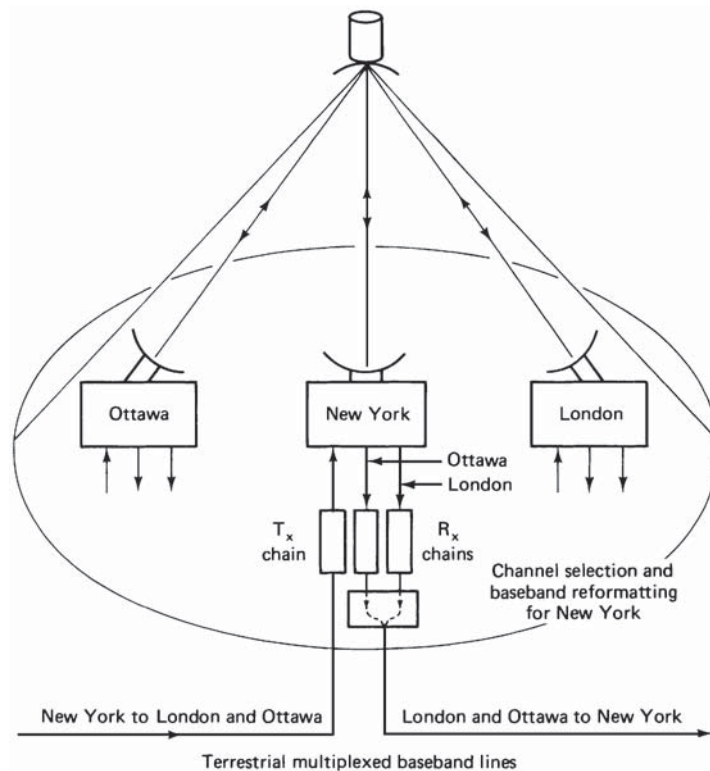 Ottawa
New York
London
Ottawa
London
Tx
chain
Rx
chains
Channel selection and
baseband reformatting
for New York
New York to London and Ottawa
London and Ottawa to New York
Terrestrial multiplexed baseband lines